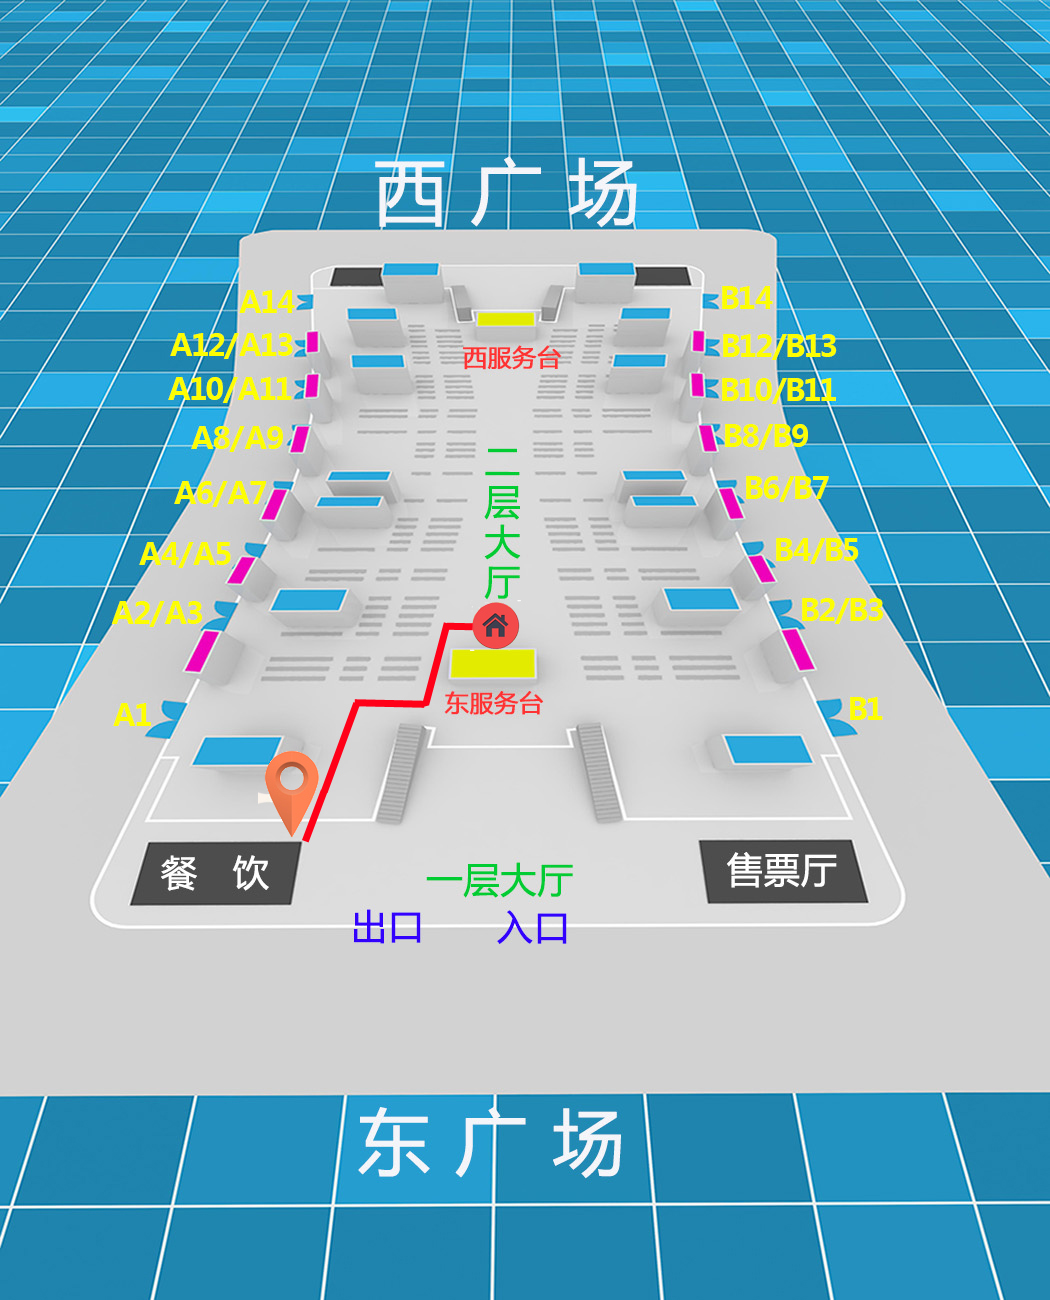 西广场
A14
B14
A12/A13
B12/B13
西服务台
A10/A11
B10/B11
A8/A9
B8/B9
二层大厅
A6/A7
B6/B7
A4/A5
B4/B5
A2/A3
B2/B3
东服务台
A1
B1
餐 饮
售票厅
一层大厅
出口 入口
东广场